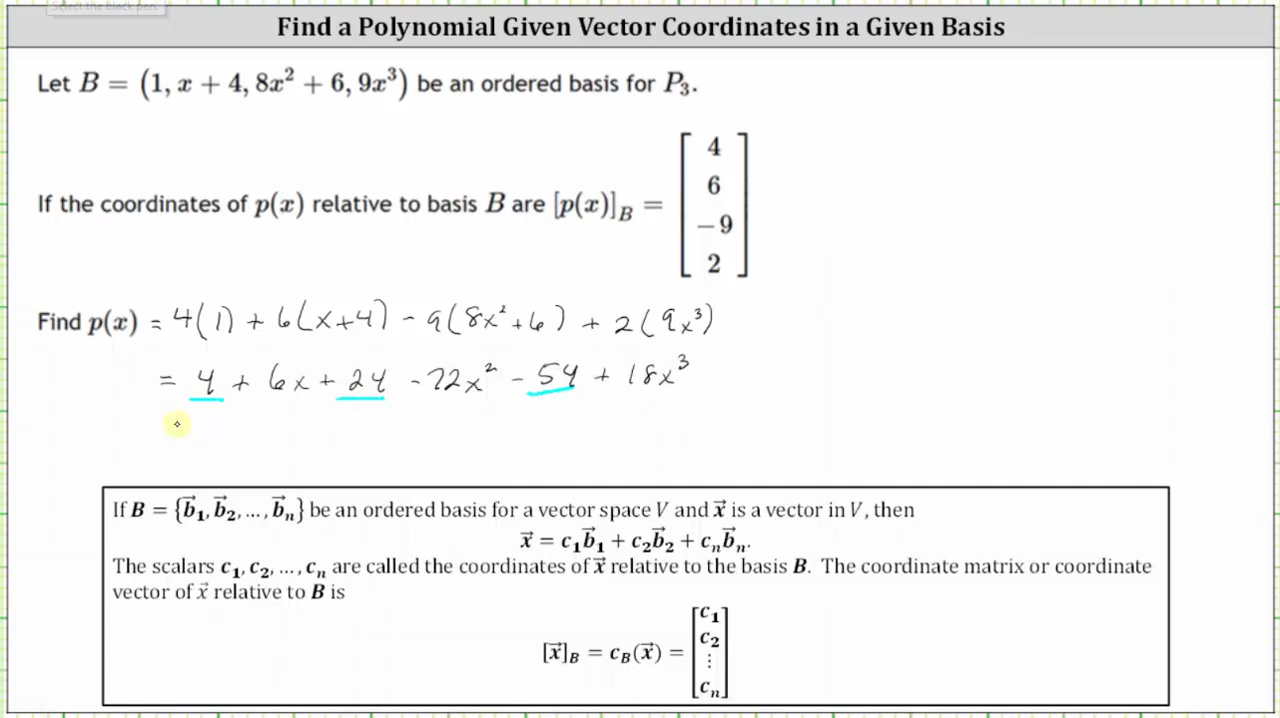 Select the black pen.
Find a Polynomial Given Vector Coordinates in a Given Basis
Let B = (1, x + 4, 8x² + 6, 9x³) be an ordered basis for P₃.
If the coordinates of p(x) relative to basis B are [p(x)]_B = [4 6 −9 2]
Find p(x) = 4(1) + 6(x+4) - 9(8x²+6) + 2(9x³)
= 4 + 6x + 24 - 72x² - 54 + 18x³
If B = {b⃗₁, b⃗₂, ..., b⃗ₙ} be an ordered basis for a vector space V and x⃗ is a vector in V, then
x⃗ = c₁b⃗₁ + c₂b⃗₂ + cₙb⃗ₙ.
The scalars c₁, c₂, ..., cₙ are called the coordinates of x⃗ relative to the basis B. The coordinate matrix or coordinate
vector of x⃗ relative to B is
[x⃗]_B = c_B(x⃗) = [c₁ c₂ ⋮ cₙ]